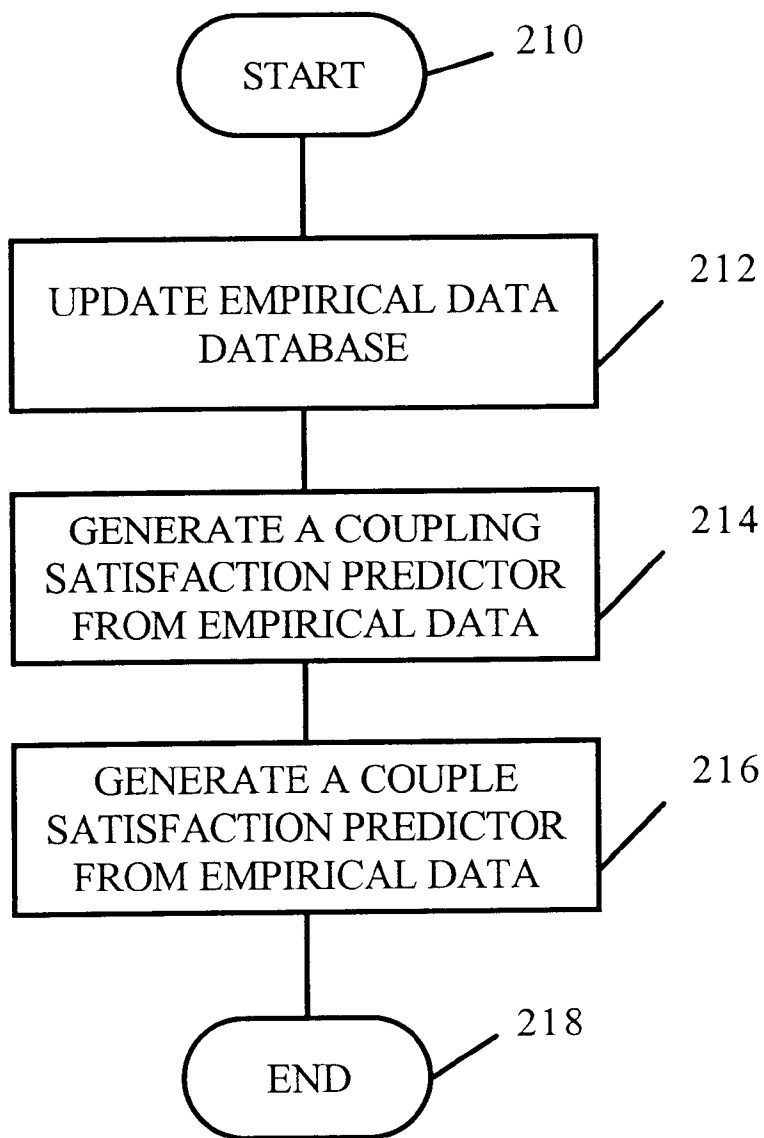 210
START
212
UPDATE EMPIRICAL DATA
DATABASE
214
GENERATE A COUPLING
SATISFACTION PREDICTOR
FROM EMPIRICAL DATA
216
GENERATE A COUPLE
SATISFACTION PREDICTOR
FROM EMPIRICAL DATA
218
END